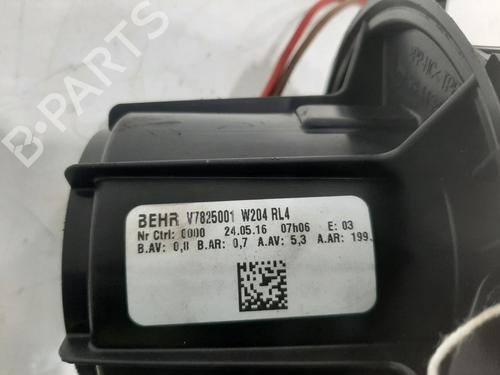 BEHR V7825001 W204 RL4
Nr Ctrl: 0000 24.05.16 07h06 E: 03
B.AV: 0,8 B.AR: 0,7 A.AV: 5,3 A.AR: 199.
B-PARTS